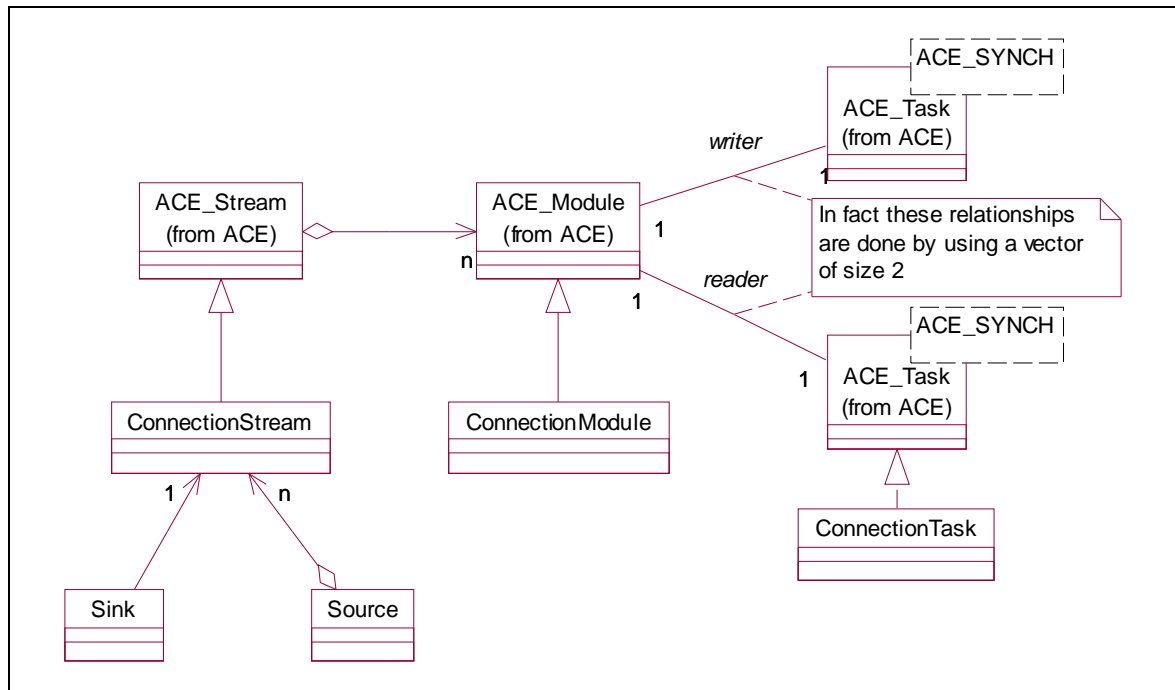 ACE_SYNCH
ACE_Task
(from ACE)
writer
1
ACE_Stream
(from ACE)
ACE_Module
(from ACE)
1
n
In fact these relationships
are done by using a vector
of size 2
reader
1
ACE_SYNCH
ACE_Task
(from ACE)
1
ConnectionStream
ConnectionModule
1
n
ConnectionTask
Sink
Source